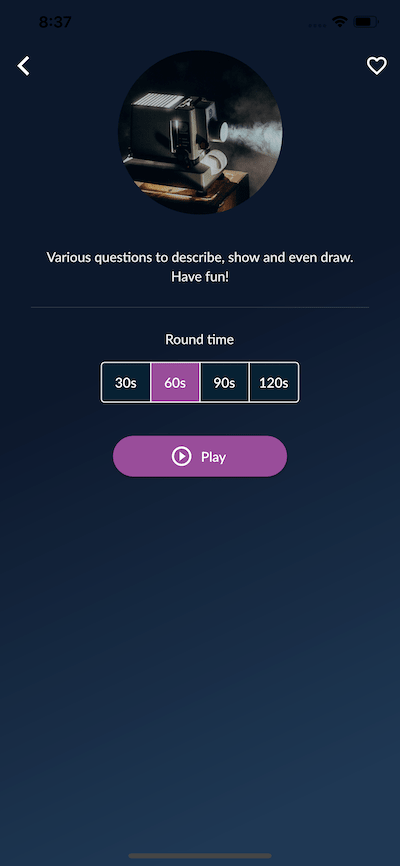 8:37
Various questions to describe, show and even draw.
Have fun!
Round time
30s 60s 90s 120s
Play